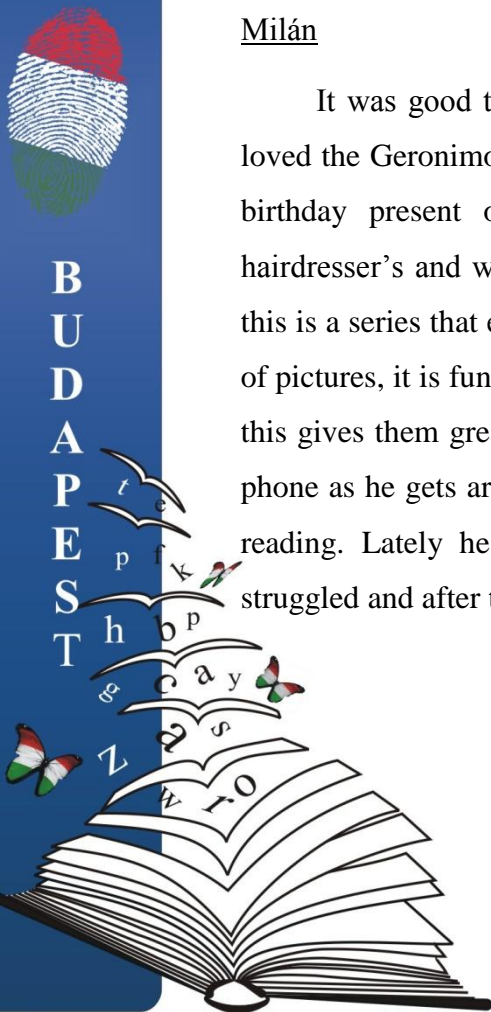 Milán
It was good t
loved the Geronimo
birthday present o
hairdresser's and w
this is a series that e
of pictures, it is fun
this gives them gre
phone as he gets ar
reading. Lately he
struggled and after t
B
U
D
A
P
E
S
T
t
e
p
f
k
h
b
p
g
c
a
y
a
s
z
w
r
o